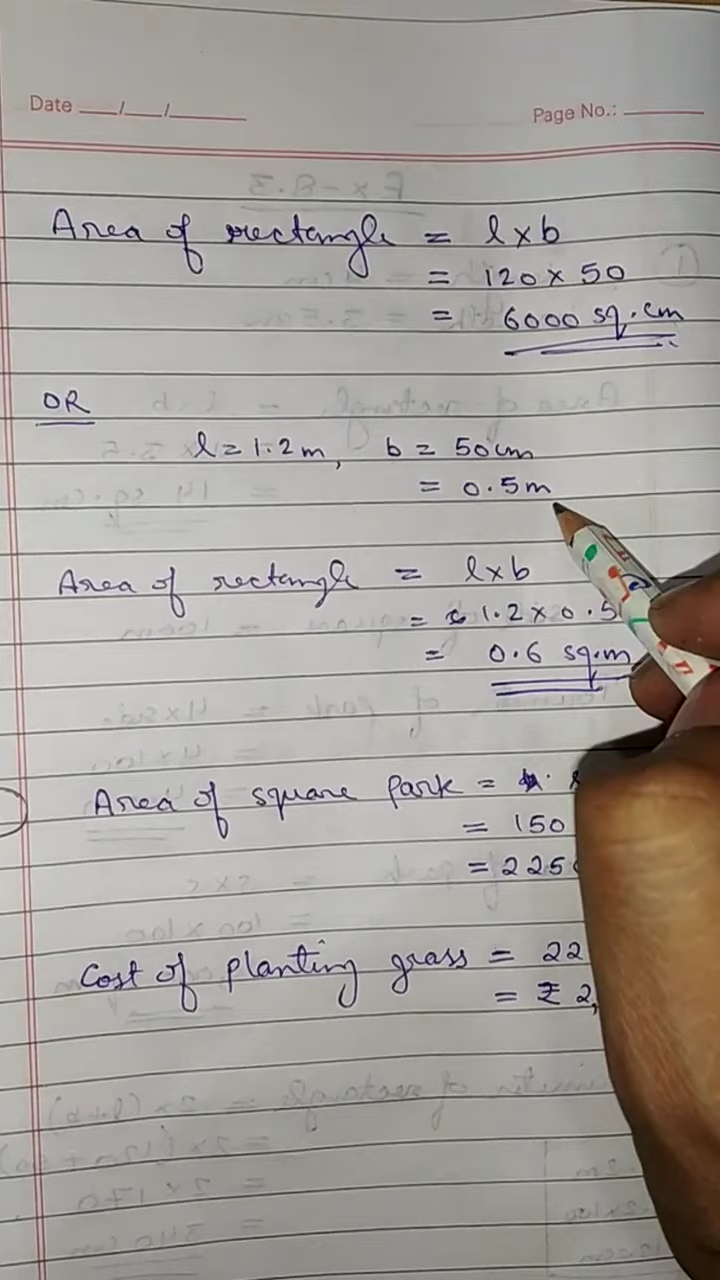 Date __/__/____ Page No.: ____
Area of rectangle = l x b
= 120 x 50
= 6000 sq.cm
OR
l = 1.2 m, b = 50 cm
= 0.5 m
Area of rectangle = l x b
= 1.2 x 0.5
= 0.6 sq.m
Area of square park =
= 150
= 225
Cost of planting grass = 22
= ₹ 2,